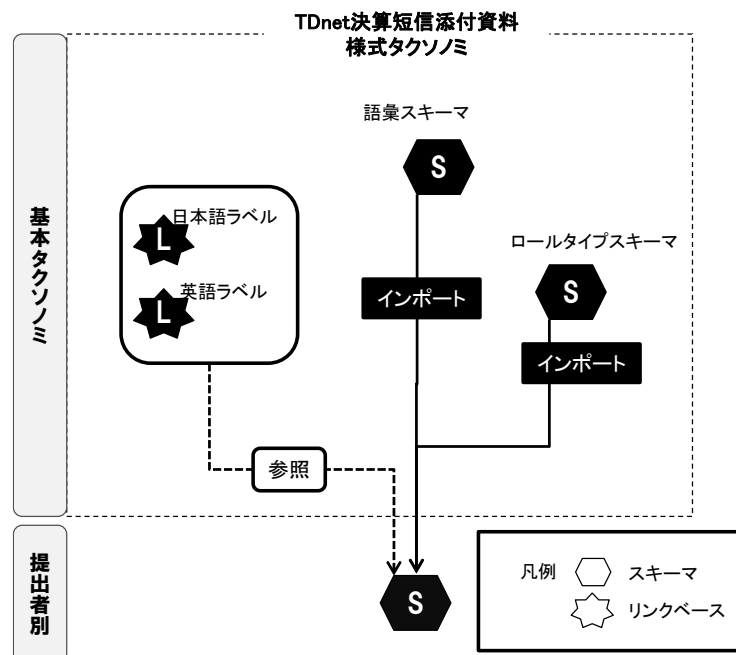 TDnet決算短信添付資料
様式タクソノミ
基本タクソノミ
語彙スキーマ
S
日本語ラベル
L
ロールタイプスキーマ
S
英語ラベル
L
インポート
インポート
参照
提出者別
S
凡例
スキーマ
リンクベース